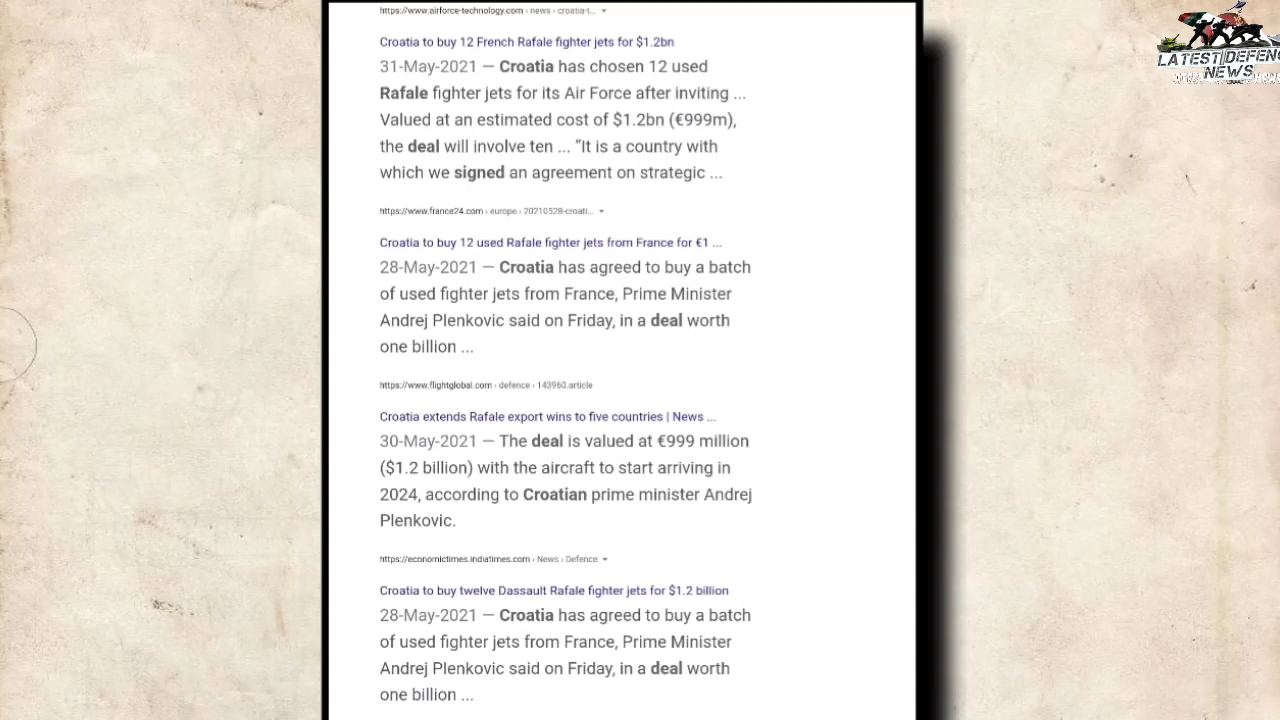 https://www.airforce-technology.com › news › croatia-t...
Croatia to buy 12 French Rafale fighter jets for $1.2bn
31-May-2021 — Croatia has chosen 12 used
Rafale fighter jets for its Air Force after inviting ...
Valued at an estimated cost of $1.2bn (€999m),
the deal will involve ten ... “It is a country with
which we signed an agreement on strategic ...
https://www.france24.com › europe › 20210528-croati...
Croatia to buy 12 used Rafale fighter jets from France for €1 ...
28-May-2021 — Croatia has agreed to buy a batch
of used fighter jets from France, Prime Minister
Andrej Plenkovic said on Friday, in a deal worth
one billion ...
https://www.flightglobal.com › defence › 143960.article
Croatia extends Rafale export wins to five countries | News ...
30-May-2021 — The deal is valued at €999 million
($1.2 billion) with the aircraft to start arriving in
2024, according to Croatian prime minister Andrej
Plenkovic.
https://economictimes.indiatimes.com › News › Defence
Croatia to buy twelve Dassault Rafale fighter jets for $1.2 billion
28-May-2021 — Croatia has agreed to buy a batch
of used fighter jets from France, Prime Minister
Andrej Plenkovic said on Friday, in a deal worth
one billion ...
LATEST DEFENC
NEWS